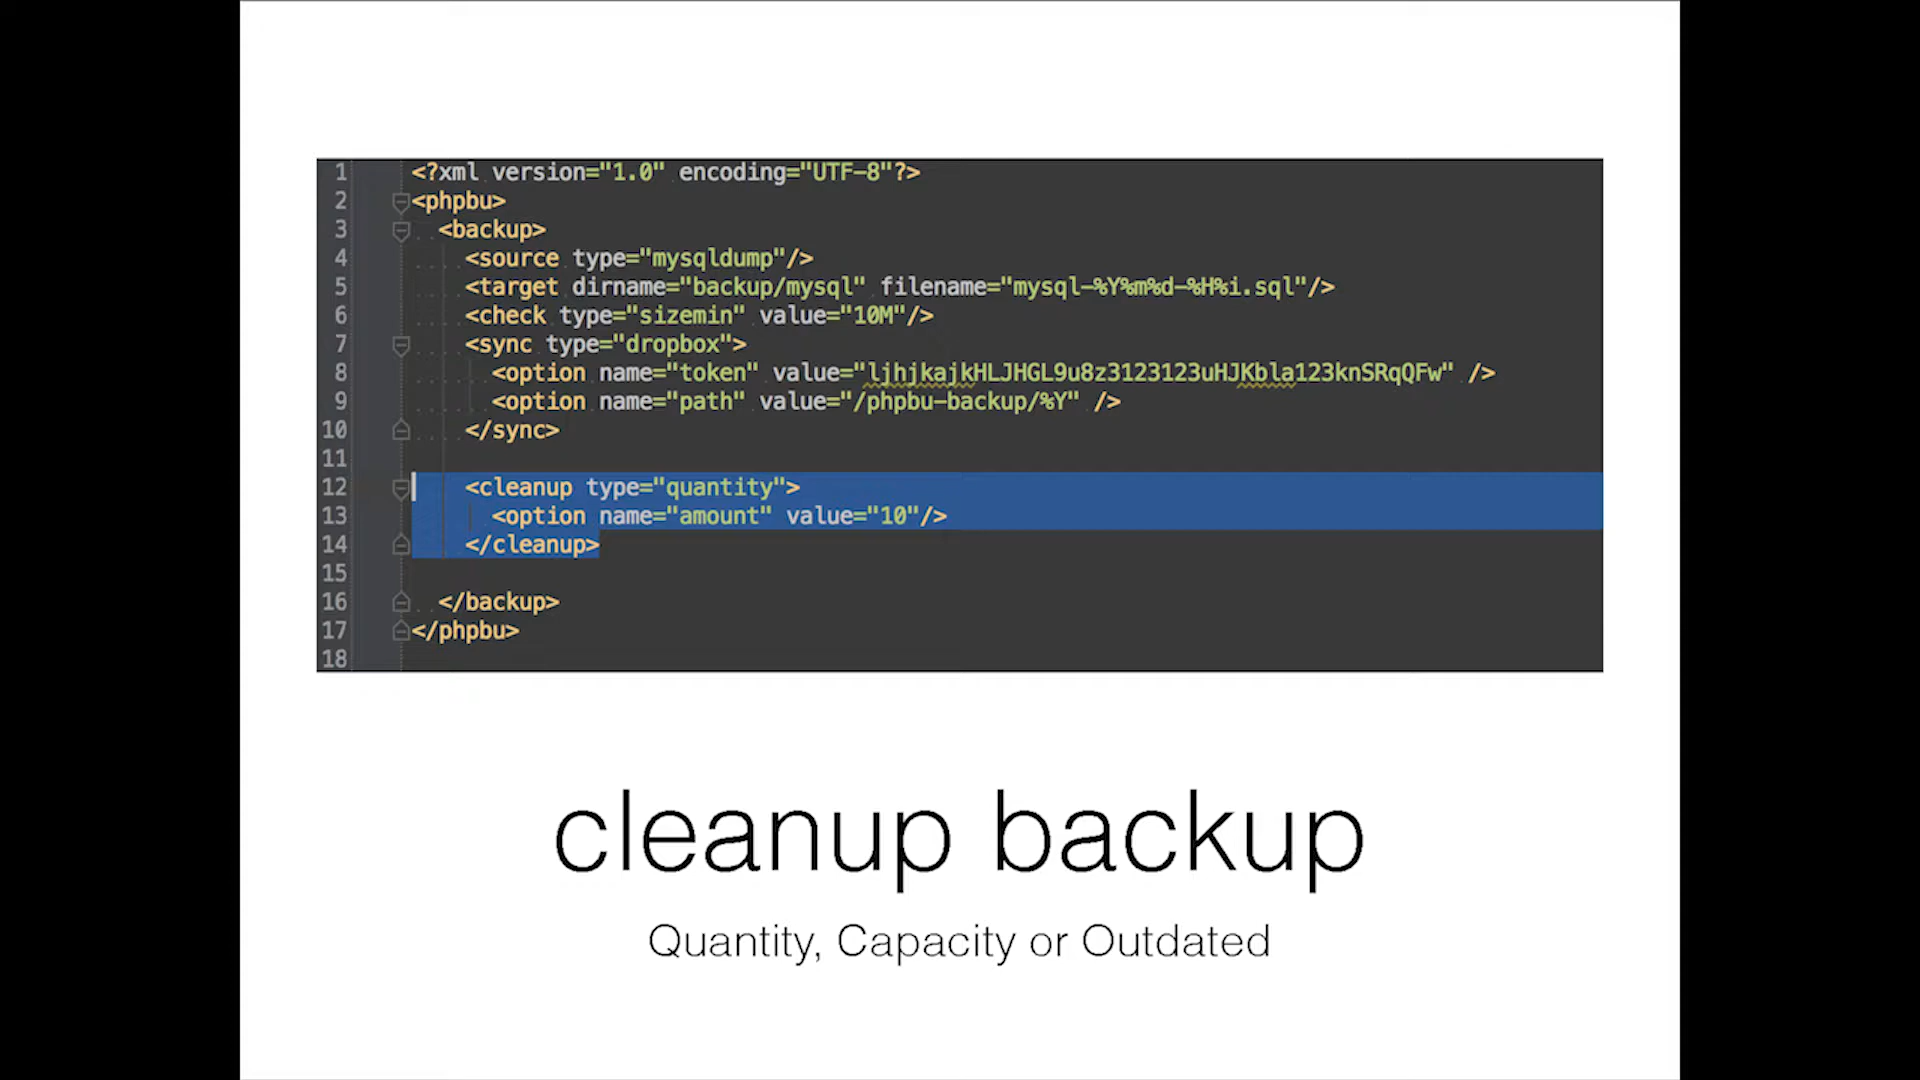 1 <?xml version="1.0" encoding="UTF-8"?>
2 <phpbu>
3 <backup>
4 <source type="mysqldump"/>
5 <target dirname="backup/mysql" filename="mysql-%Y%m%d-%H%i.sql"/>
6 <check type="sizemin" value="10M"/>
7 <sync type="dropbox">
8 <option name="token" value="ljhjkajkHLJHGL9u8z3123123uHJKbla123knSRqQFw" />
9 <option name="path" value="/phpbu-backup/%Y" />
10 </sync>
11
12 <cleanup type="quantity">
13 <option name="amount" value="10"/>
14 </cleanup>
15
16 </backup>
17 </phpbu>
18
cleanup backup
Quantity, Capacity or Outdated